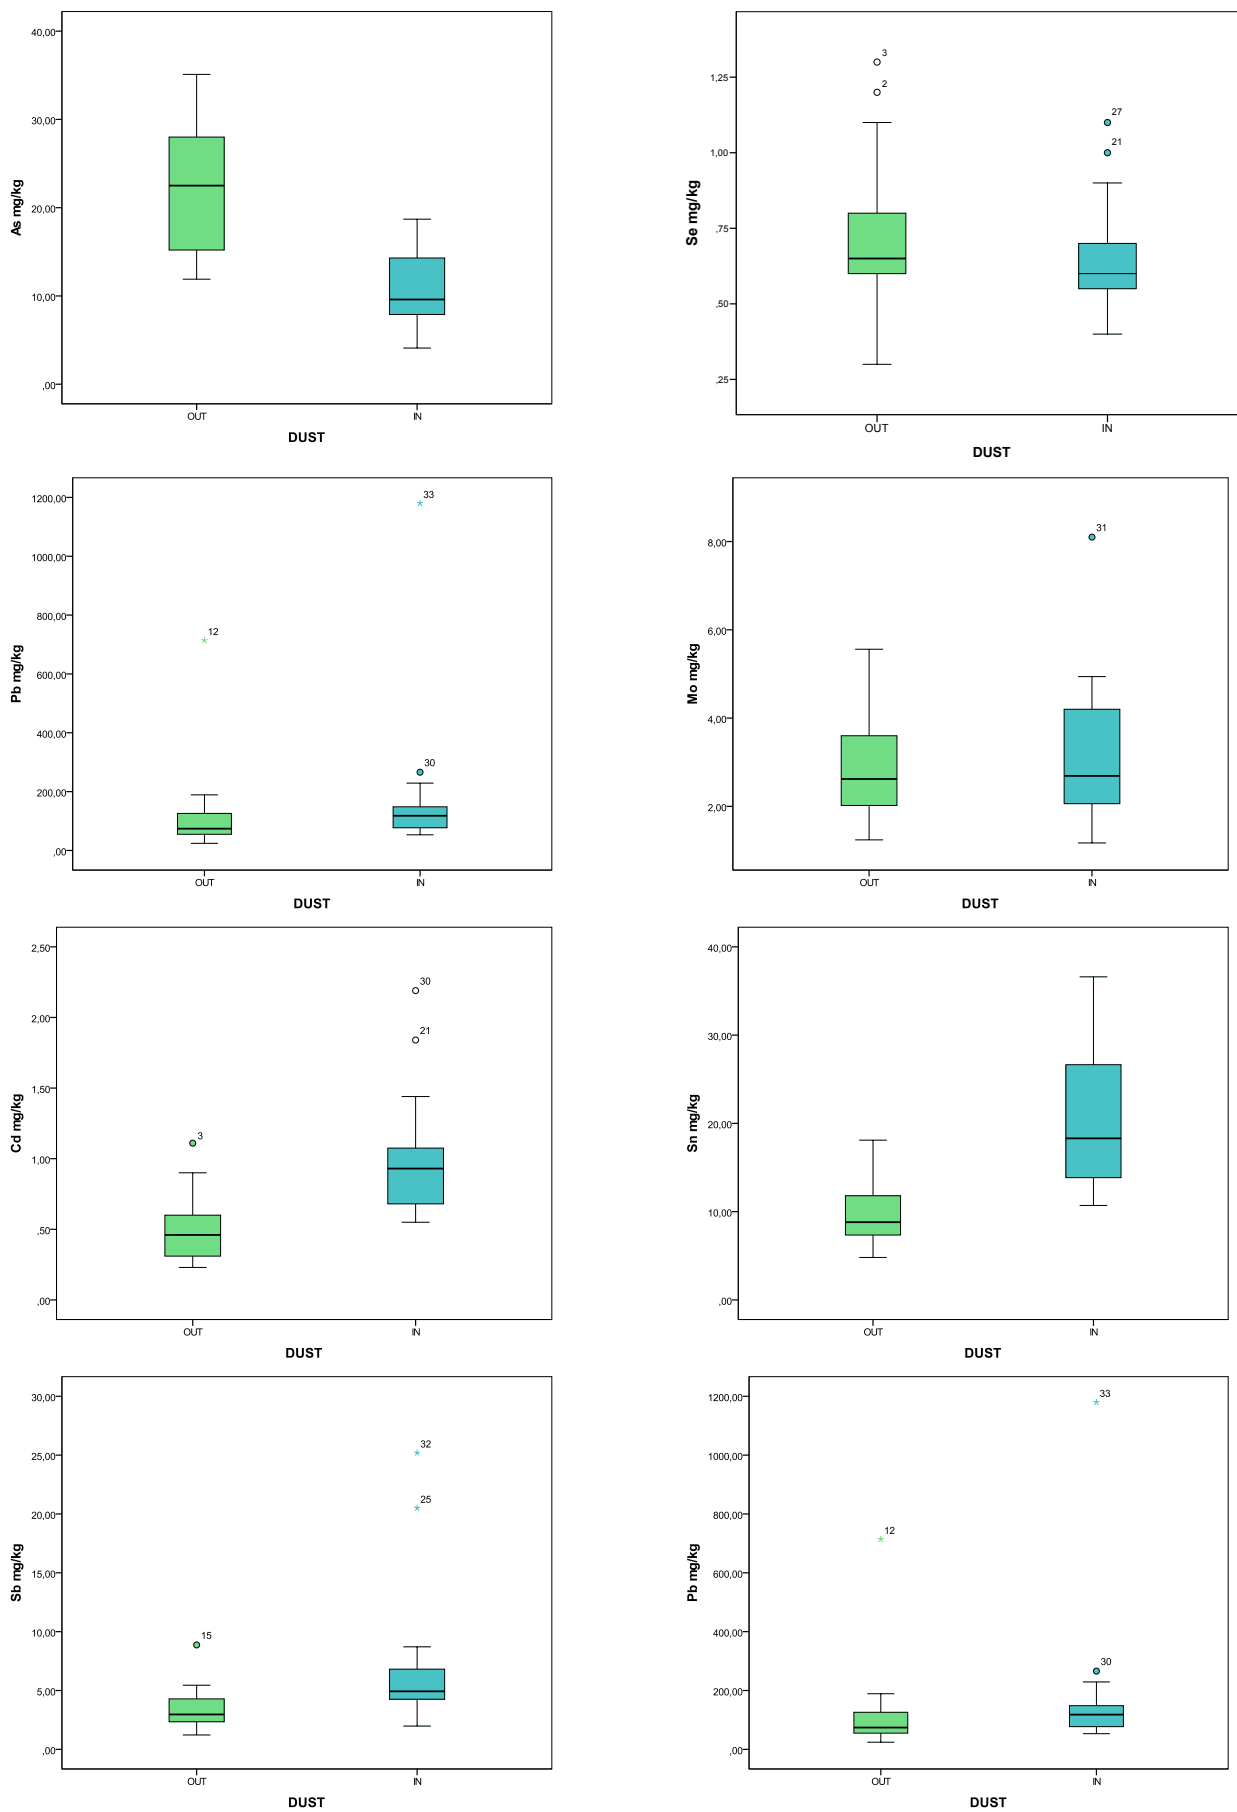 40,00
30,00
20,00
10,00
,00
As mg/kg
OUT
IN
DUST
1,25
1,00
,75
,50
,25
Se mg/kg
3
2
27
21
OUT
IN
DUST
1200,00
1000,00
800,00
600,00
400,00
200,00
,00
Pb mg/kg
12
33
30
OUT
IN
DUST
8,00
6,00
4,00
2,00
Mo mg/kg
31
OUT
IN
DUST
2,50
2,00
1,50
1,00
,50
,00
Cd mg/kg
3
30
21
OUT
IN
DUST
40,00
30,00
20,00
10,00
,00
Sn mg/kg
OUT
IN
DUST
30,00
25,00
20,00
15,00
10,00
5,00
,00
Sb mg/kg
15
32
25
OUT
IN
DUST
1200,00
1000,00
800,00
600,00
400,00
200,00
,00
Pb mg/kg
12
33
30
OUT
IN
DUST